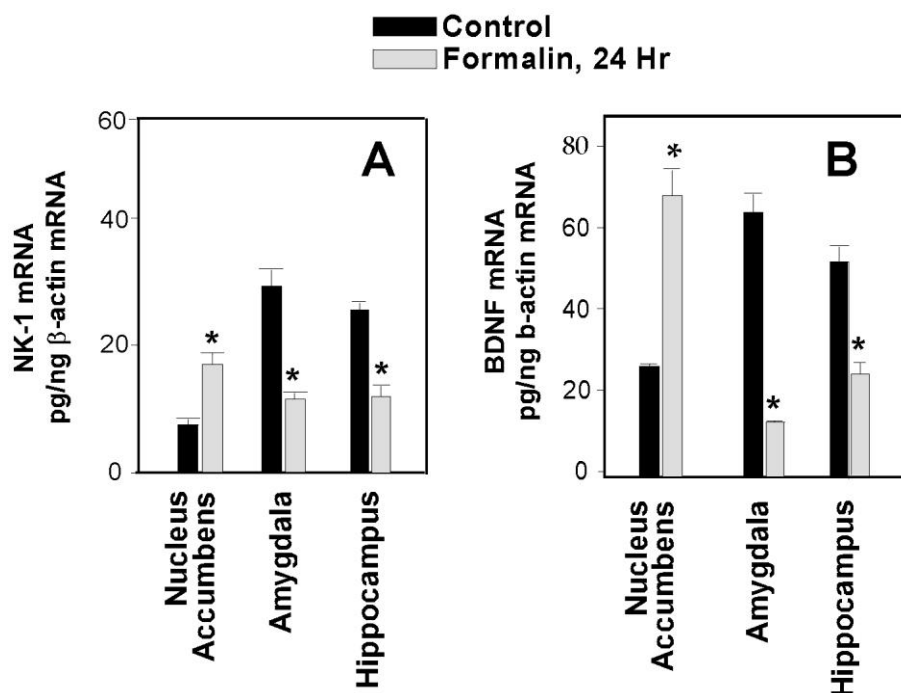 Control
Formalin, 24 Hr
A
NK-1 mRNA
pg/ng β-actin mRNA
60
40
20
0
*
*
*
Nucleus
Accumbens
Amygdala
Hippocampus
B
BDNF mRNA
pg/ng b-actin mRNA
80
60
40
20
0
*
*
*
Nucleus
Accumbens
Amygdala
Hippocampus